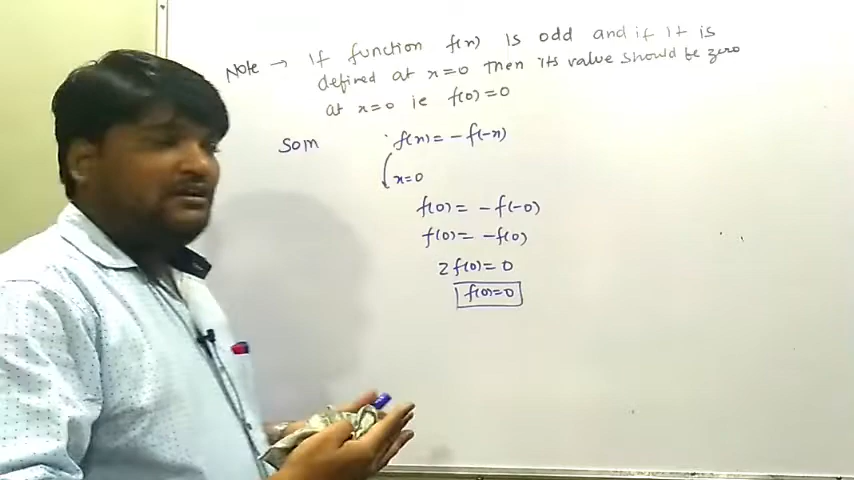 Note → If function f(x) is odd and if it is
defined at x=0 then its value should be zero
at x=0 ie f(0)=0
Soln f(x)= -f(-x)
x=0
f(0)= -f(-0)
f(0)= -f(0)
2f(0)=0
f(0)=0